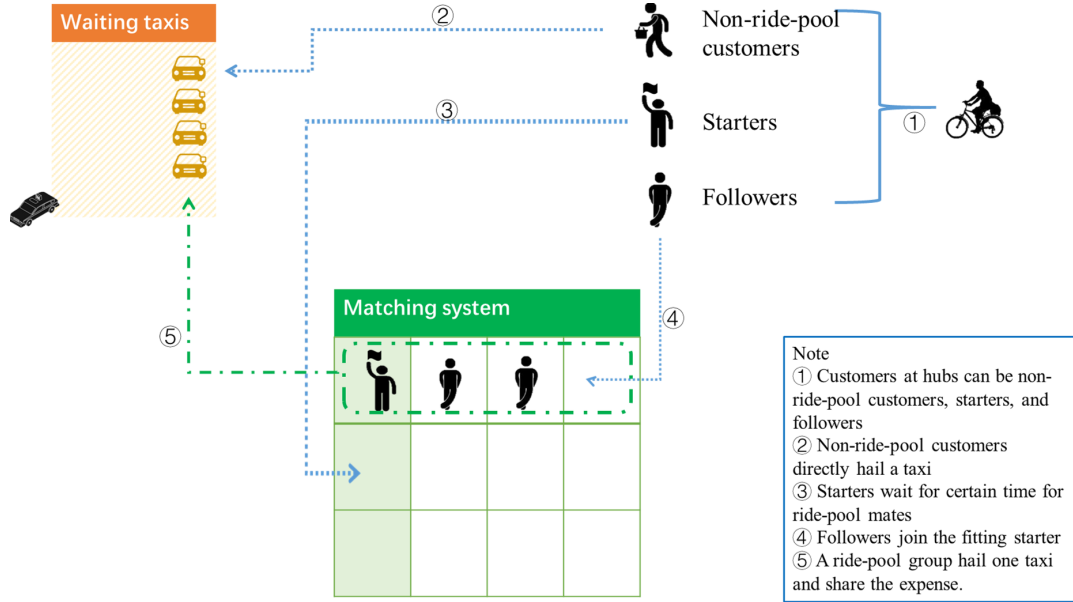 Waiting taxis
②
Non-ride-pool
customers
③
Starters
①
Followers
Matching system
④
⑤
Note
① Customers at hubs can be non-
ride-pool customers, starters, and
followers
② Non-ride-pool customers
directly hail a taxi
③ Starters wait for certain time for
ride-pool mates
④ Followers join the fitting starter
⑤ A ride-pool group hail one taxi
and share the expense.